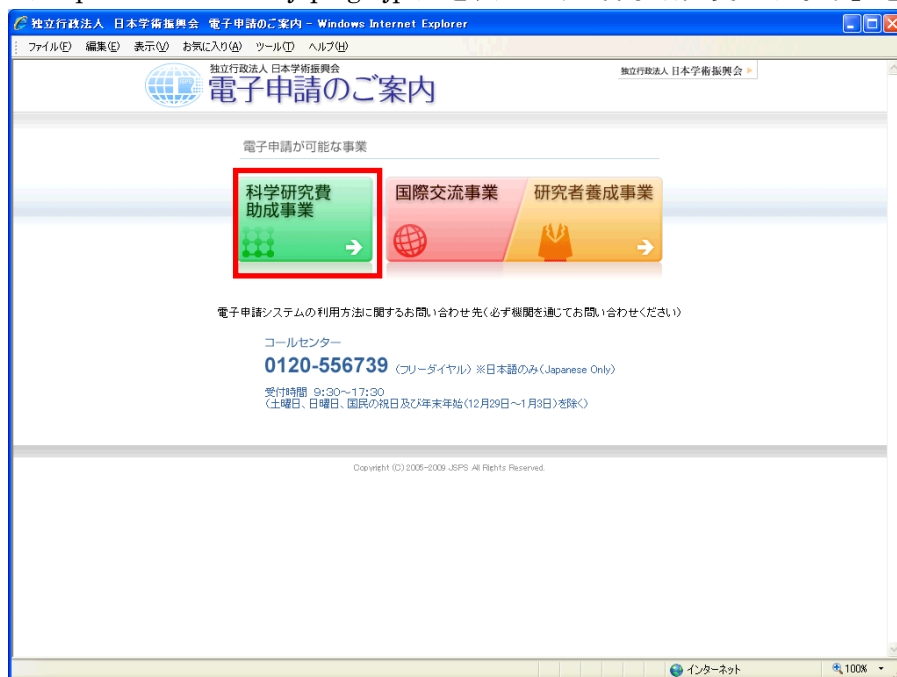 独立行政法人 日本学術振興会 電子申請のご案内 - Windows Internet Explorer
ファイル(F) 編集(E) 表示(V) お気に入り(A) ツール(T) ヘルプ(H)
独立行政法人 日本学術振興会
電子申請のご案内
独立行政法人 日本学術振興会
電子申請が可能な事業
科学研究費
助成事業
国際交流事業
研究者養成事業
電子申請システムの利用方法に関するお問い合わせ先(必ず機関を通じてお問い合わせください)
コールセンター
0120-556739 (フリーダイヤル) ※日本語のみ(Japanese Only)
受付時間 9:30~17:30
(土曜日、日曜日、国民の祝日及び年末年始(12月29日~1月3日)を除く)
Copyright (C) 2005-2009 JSPS All Rights Reserved.
インターネット 100%